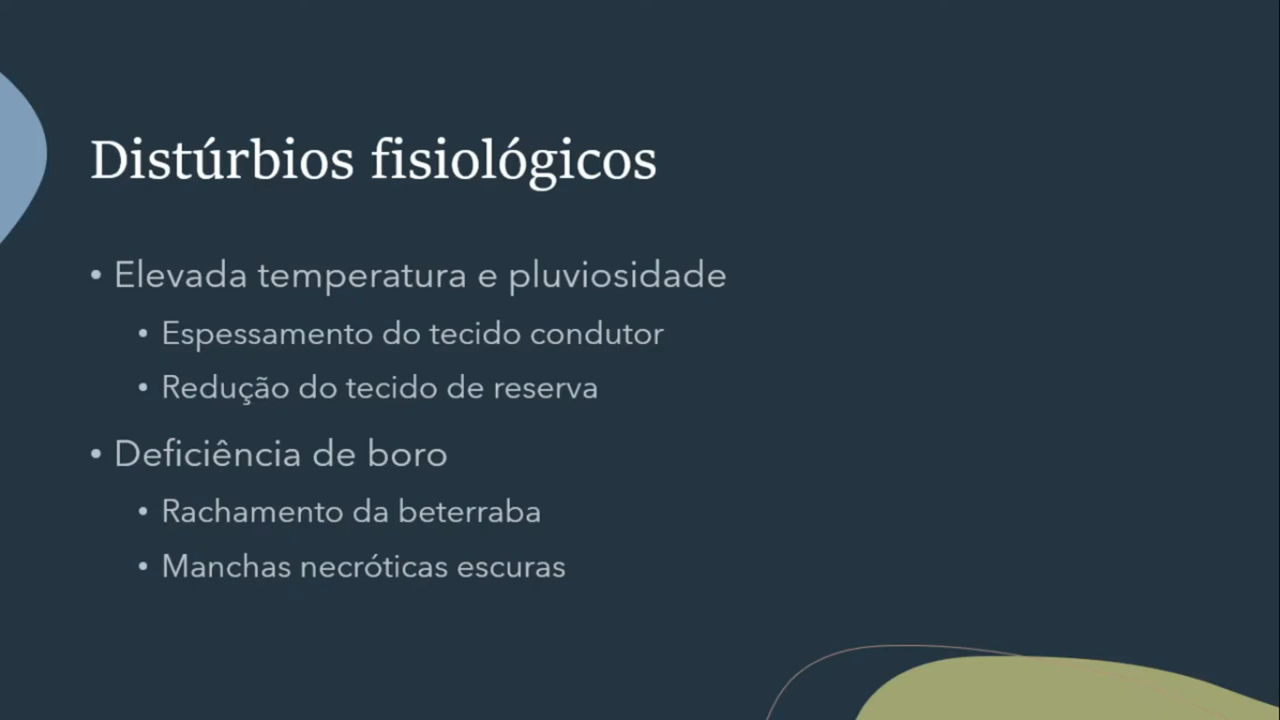 Distúrbios fisiológicos
• Elevada temperatura e pluviosidade
• Espessamento do tecido condutor
• Redução do tecido de reserva
• Deficiência de boro
• Rachamento da beterraba
• Manchas necróticas escuras